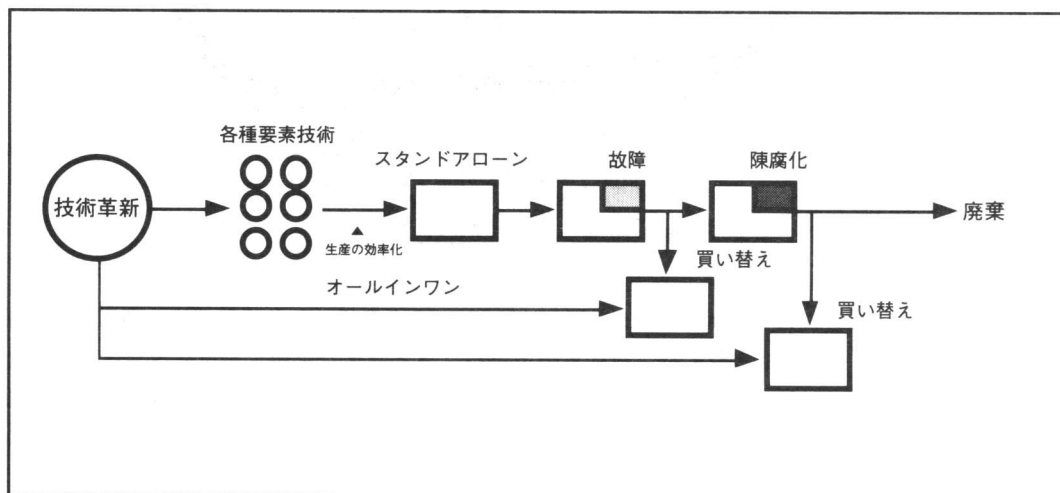 各種要素技術
スタンドアローン
故障
陳腐化
技術革新
廃棄
▲
生産の効率化
買い替え
オールインワン
買い替え